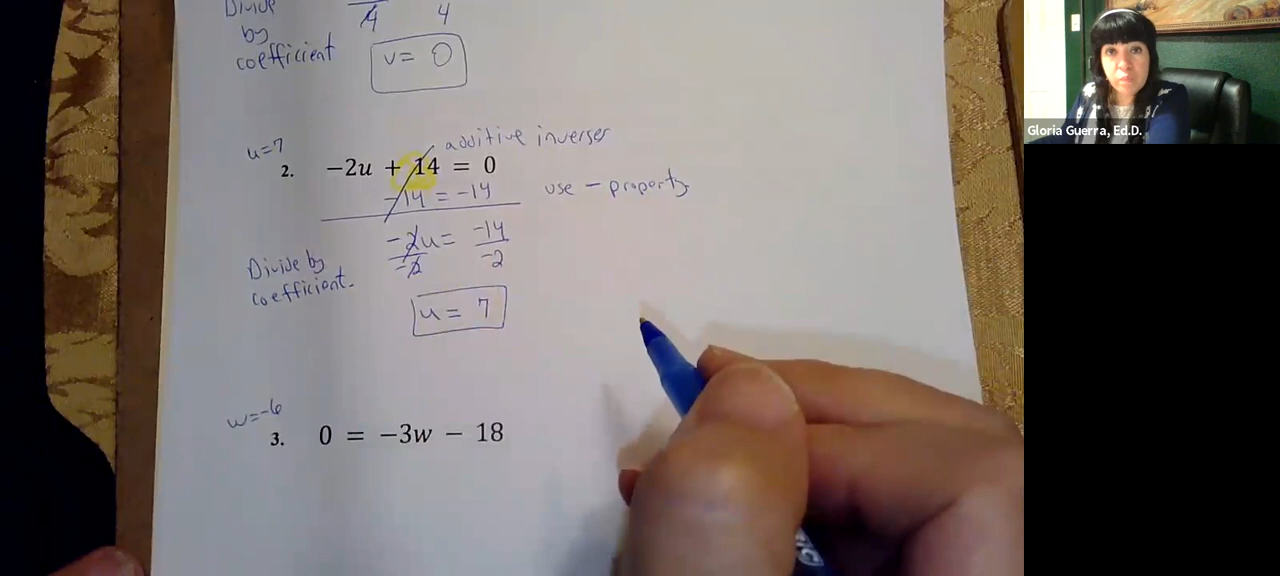 Divide
4 4
by
coefficient
v = 0
Gloria Guerra, Ed.D.
u=7
additive inverses
2. −2u + 14 = 0
-14 = -14
use - property
-2u = -14
-2 -2
Divide by
coefficient.
u = 7
w=-6
3. 0 = −3w − 18